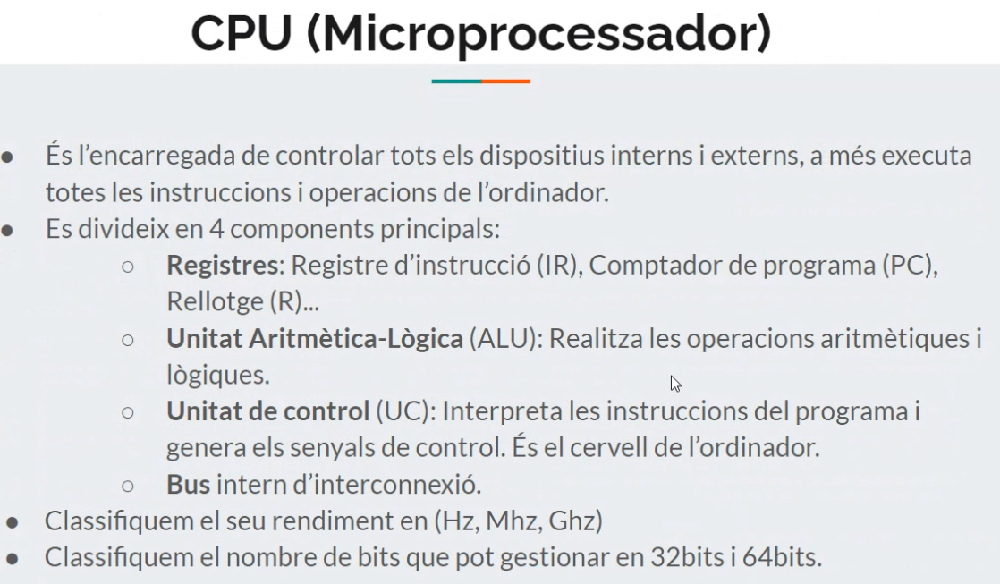 CPU (Microprocessador)
● És l’encarregada de controlar tots els dispositius interns i externs, a més executa
totes les instruccions i operacions de l’ordinador.
● Es divideix en 4 components principals:
○ Registres: Registre d’instrucció (IR), Comptador de programa (PC),
Rellotge (R)...
○ Unitat Aritmètica-Lògica (ALU): Realitza les operacions aritmètiques i
lògiques.
○ Unitat de control (UC): Interpreta les instruccions del programa i
genera els senyals de control. És el cervell de l’ordinador.
○ Bus intern d’interconnexió.
● Classifiquem el seu rendiment en (Hz, Mhz, Ghz)
● Classifiquem el nombre de bits que pot gestionar en 32bits i 64bits.